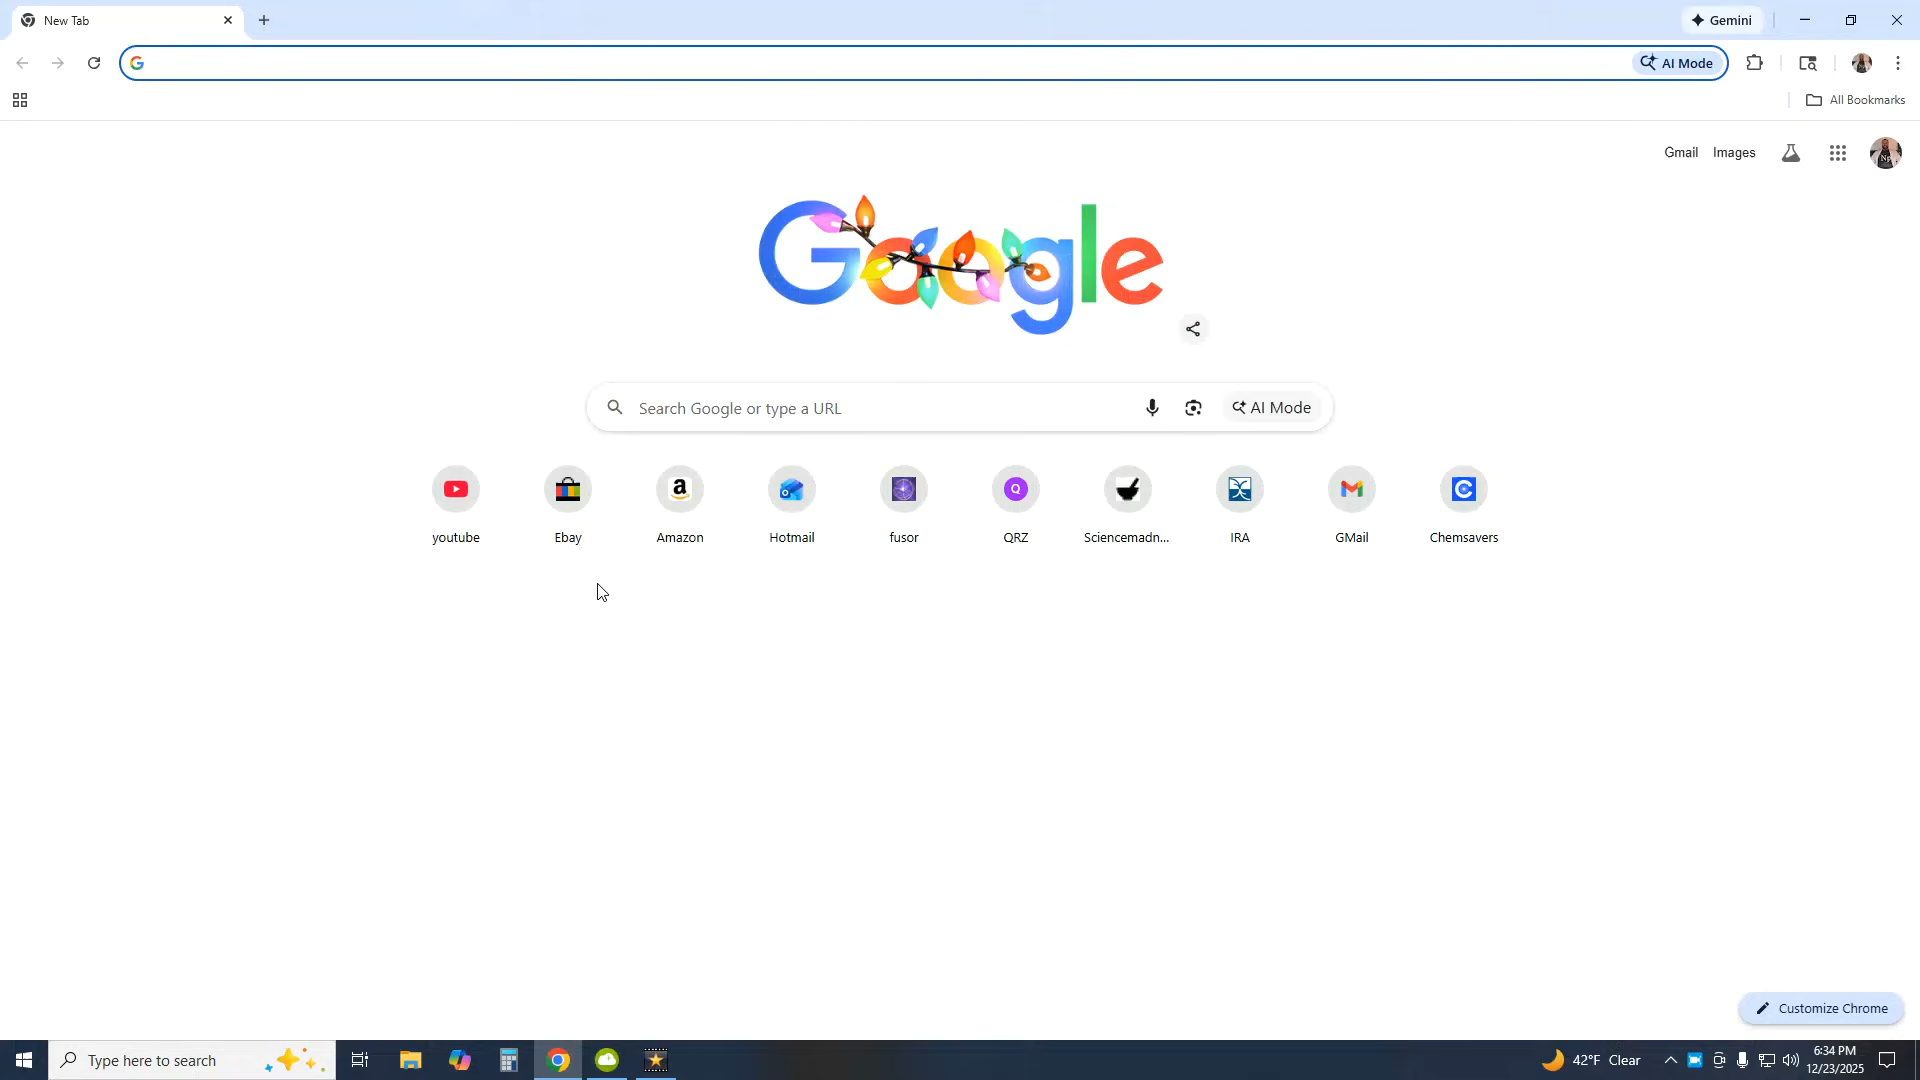 New Tab
Gemini
AI Mode
All Bookmarks
Gmail Images
Google
Search Google or type a URL
AI Mode
youtube Ebay Amazon Hotmail fusor QRZ Sciencemadn... IRA GMail Chemsavers
Customize Chrome
Type here to search
42°F Clear
6:34 PM
12/23/2025